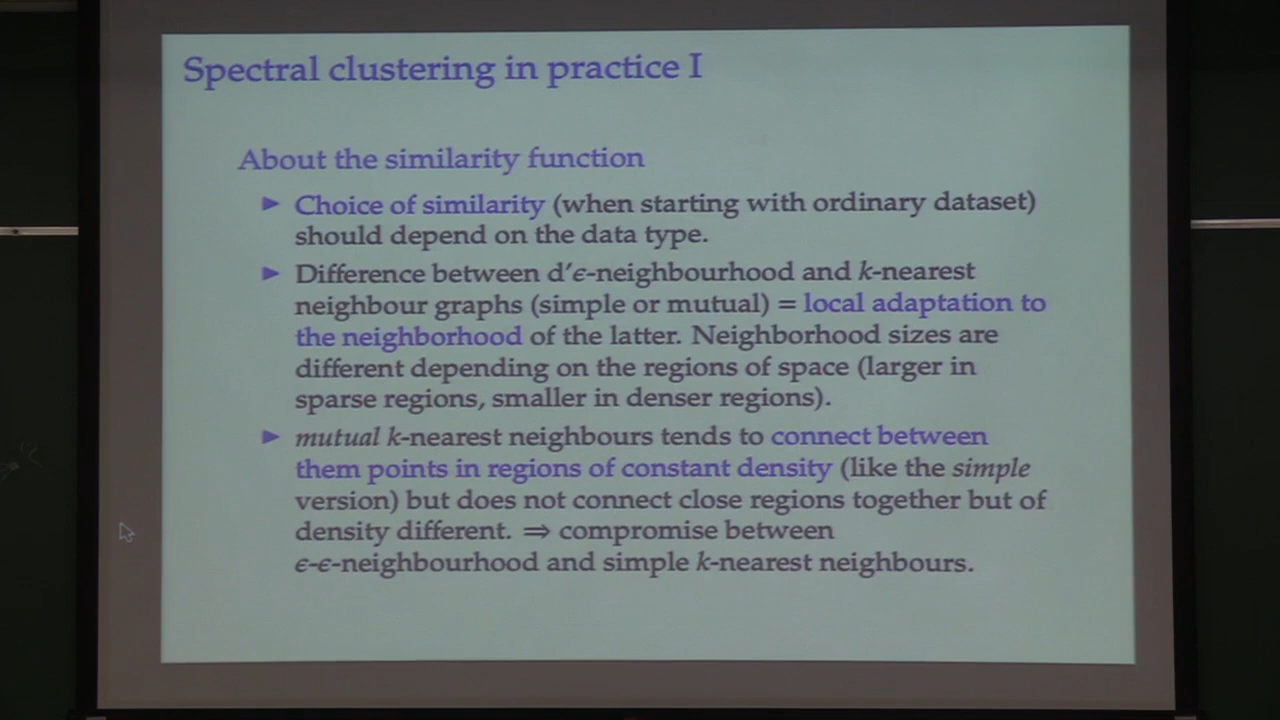 Spectral clustering in practice I
About the similarity function
► Choice of similarity (when starting with ordinary dataset)
should depend on the data type.
► Difference between d'ϵ-neighbourhood and k-nearest
neighbour graphs (simple or mutual) = local adaptation to
the neighborhood of the latter. Neighborhood sizes are
different depending on the regions of space (larger in
sparse regions, smaller in denser regions).
► mutual k-nearest neighbours tends to connect between
them points in regions of constant density (like the simple
version) but does not connect close regions together but of
density different. ⇒ compromise between
ϵ-ϵ-neighbourhood and simple k-nearest neighbours.